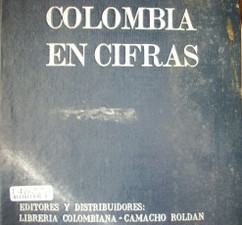 COLOMBIA
EN CIFRAS
EDITORES Y DISTRIBUIDORES:
LIBRERIA COLOMBIANA - CAMACHO ROLDAN